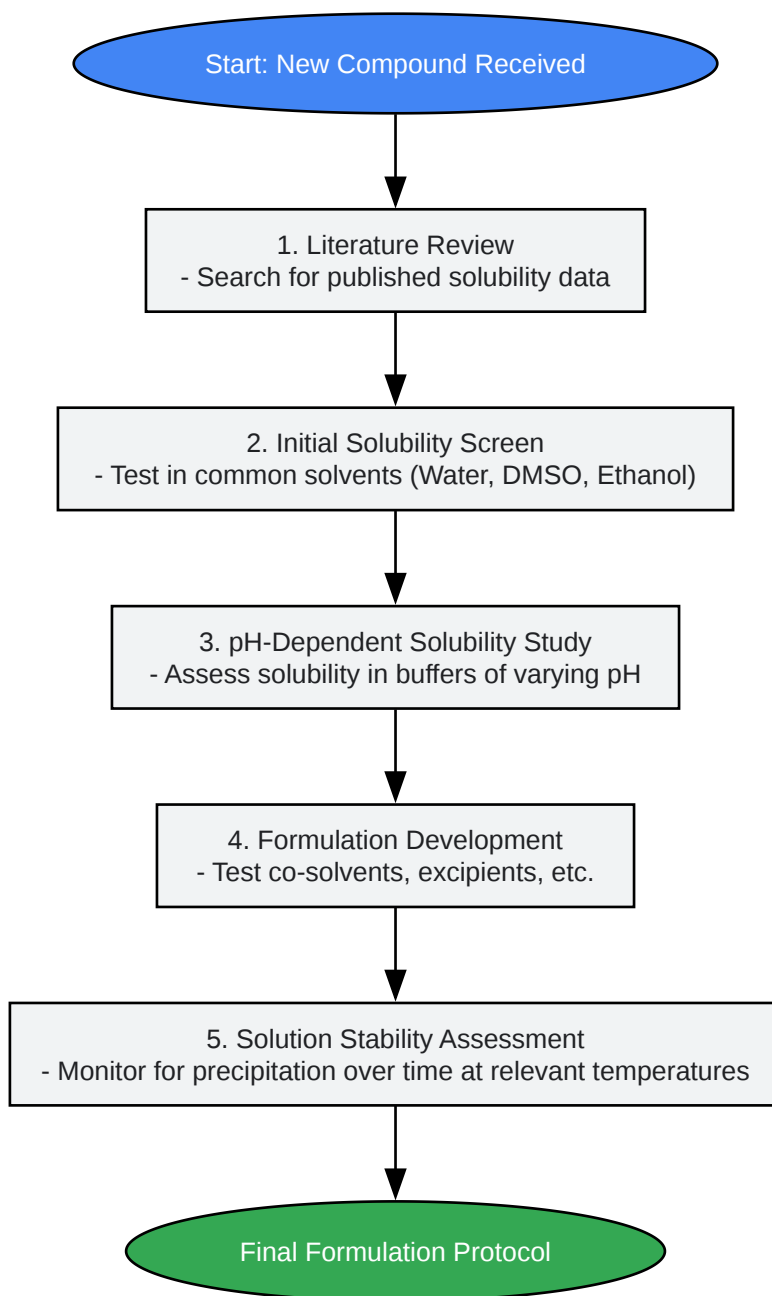 Start: New Compound Received
1. Literature Review
- Search for published solubility data
2. Initial Solubility Screen
- Test in common solvents (Water, DMSO, Ethanol)
3. pH-Dependent Solubility Study
- Assess solubility in buffers of varying pH
4. Formulation Development
- Test co-solvents, excipients, etc.
5. Solution Stability Assessment
- Monitor for precipitation over time at relevant temperatures
Final Formulation Protocol